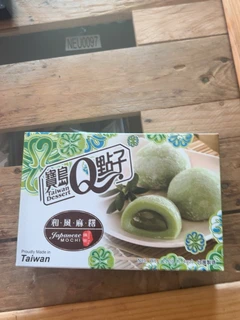 寶島Q點子
Taiwan
Dessert
和風麻糬
Japanese
MOCHI
Proudly Made in
Taiwan